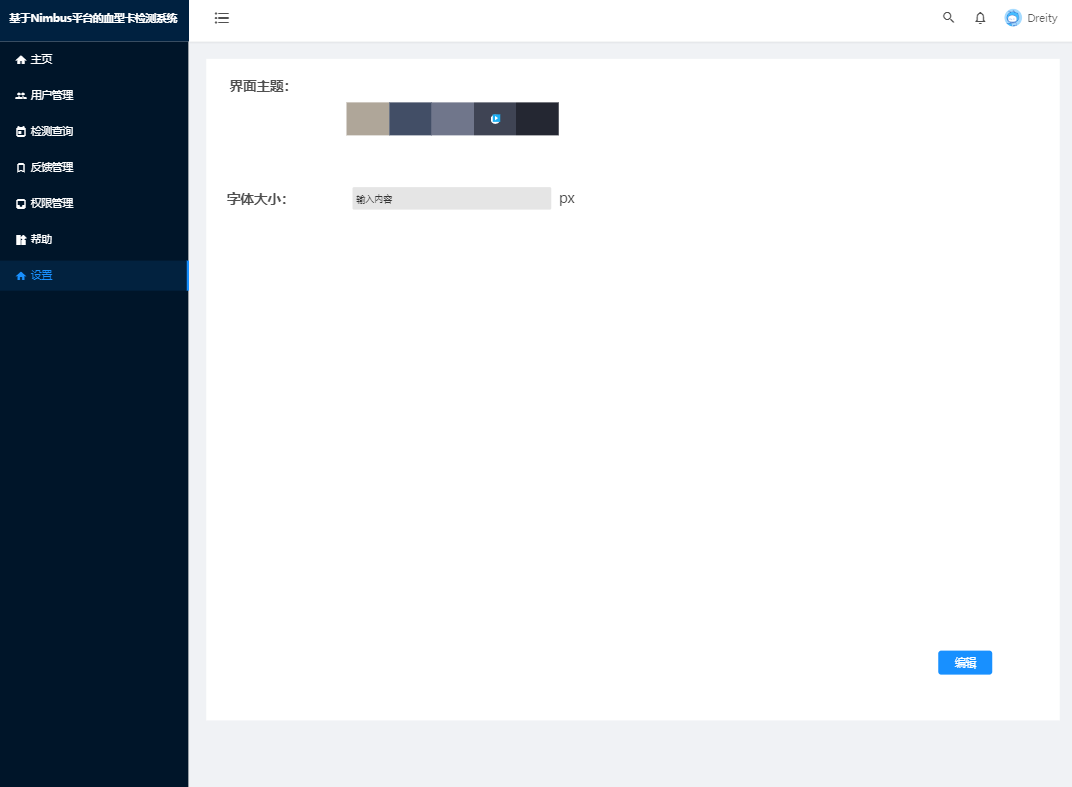 基于Nimbus平台的血型卡检测系统
Dreity
主页
用户管理
检测查询
反馈管理
权限管理
帮助
设置
界面主题：
字体大小：
输入内容
px
编辑